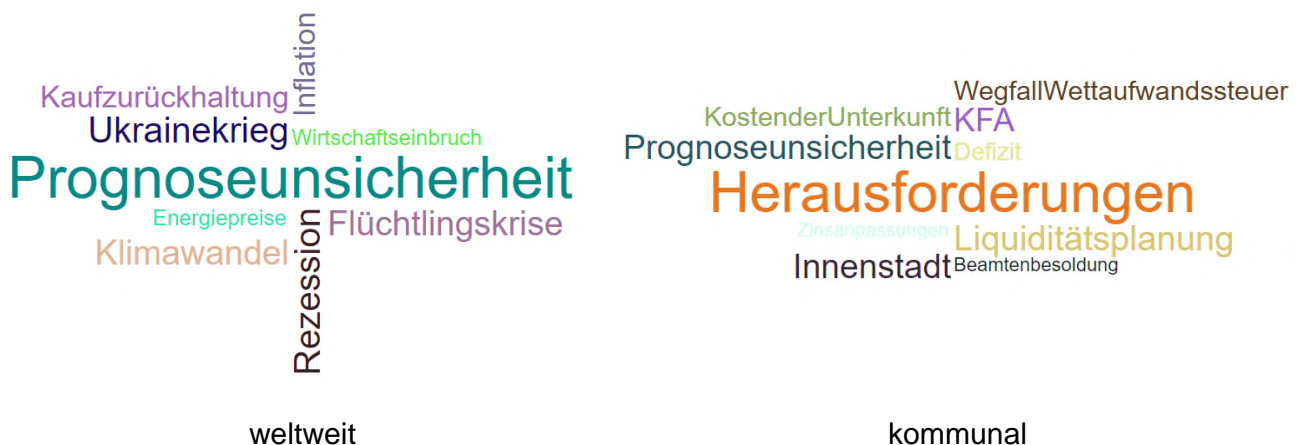 Inflation
Kaufzurückhaltung
Ukrainekrieg
Wirtschaftseinbruch
Prognoseunsicherheit
Energiepreise
Flüchtlingskrise
Klimawandel
Rezession
weltweit
WegfallWettaufwandssteuer
KostenderUnterkunft
KFA
Prognoseunsicherheit
Defizit
Herausforderungen
Zinsanpassungen
Liquiditätsplanung
Innenstadt
Beamtenbesoldung
kommunal